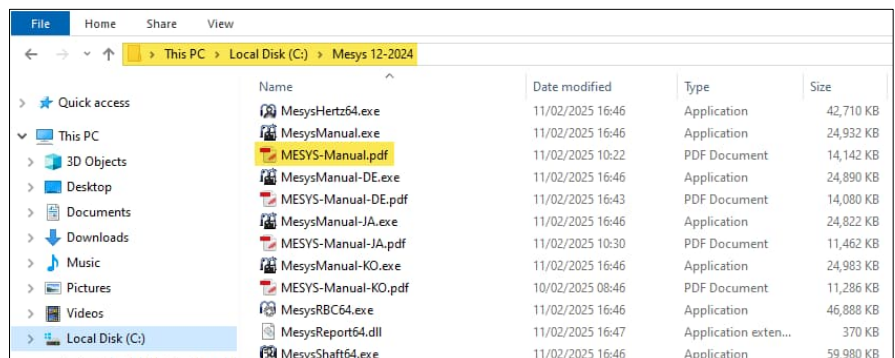 File Home Share View
This PC > Local Disk (C:) > Mesys 12-2024
Name Date modified Type Size
Quick access
MesysHertz64.exe 11/02/2025 16:46 Application 42,710 KB
This PC
MesysManual.exe 11/02/2025 16:46 Application 24,932 KB
3D Objects
MESYS-Manual.pdf 11/02/2025 10:22 PDF Document 14,142 KB
Desktop
MesysManual-DE.exe 11/02/2025 16:46 Application 24,890 KB
MESYS-Manual-DE.pdf 11/02/2025 16:43 PDF Document 14,080 KB
Documents
MesysManual-JA.exe 11/02/2025 16:46 Application 24,822 KB
Downloads
MESYS-Manual-JA.pdf 11/02/2025 10:30 PDF Document 11,462 KB
Music
MesysManual-KO.exe 11/02/2025 16:46 Application 24,983 KB
Pictures
MESYS-Manual-KO.pdf 10/02/2025 08:46 PDF Document 11,286 KB
Videos
MesysRBC64.exe 11/02/2025 16:46 Application 46,888 KB
Local Disk (C:)
MesysReport64.dll 11/02/2025 16:47 Application exten... 370 KB
MesysShaft64.exe 11/02/2025 16:46 Application 59,980 KB